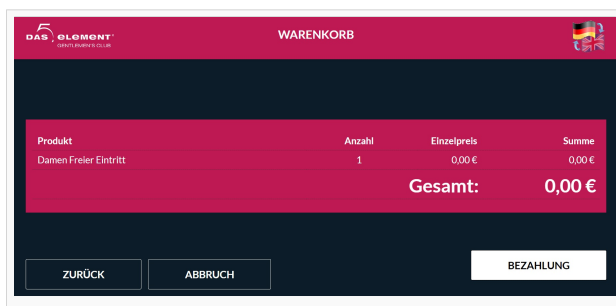 DAS 5. ELEMENT
GENTLEMEN'S CLUB
WARENKORB
Produkt Anzahl Einzelpreis Summe
Damen Freier Eintritt 1 0,00 € 0,00 €
Gesamt: 0,00 €
ZURÜCK ABBRUCH BEZAHLUNG